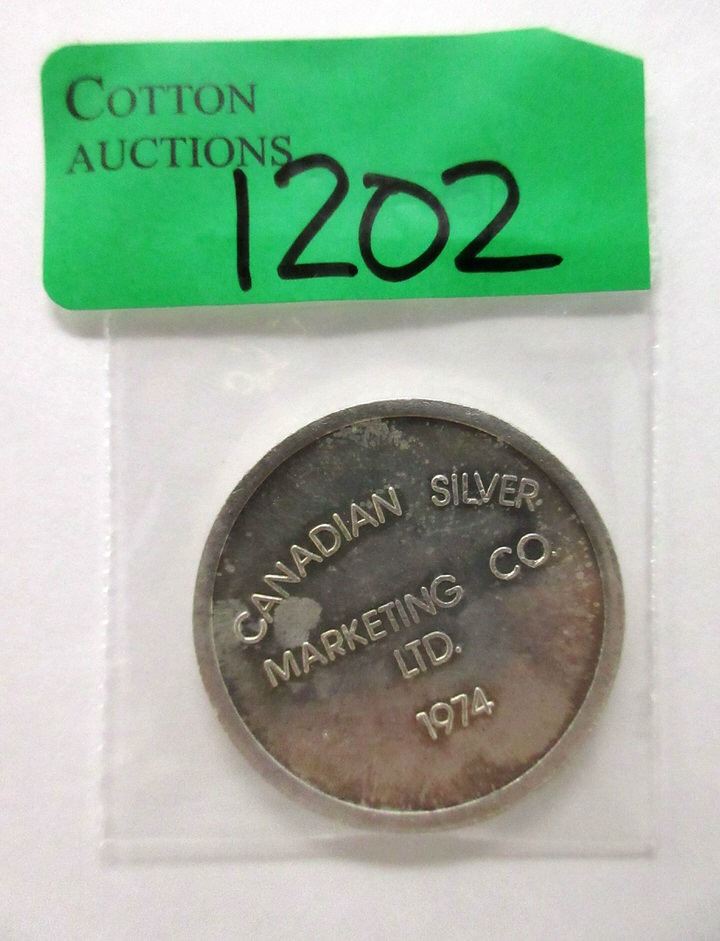 COTTON
AUCTIONS
1202
CANADIAN SILVER
MARKETING CO.
LTD.
1974